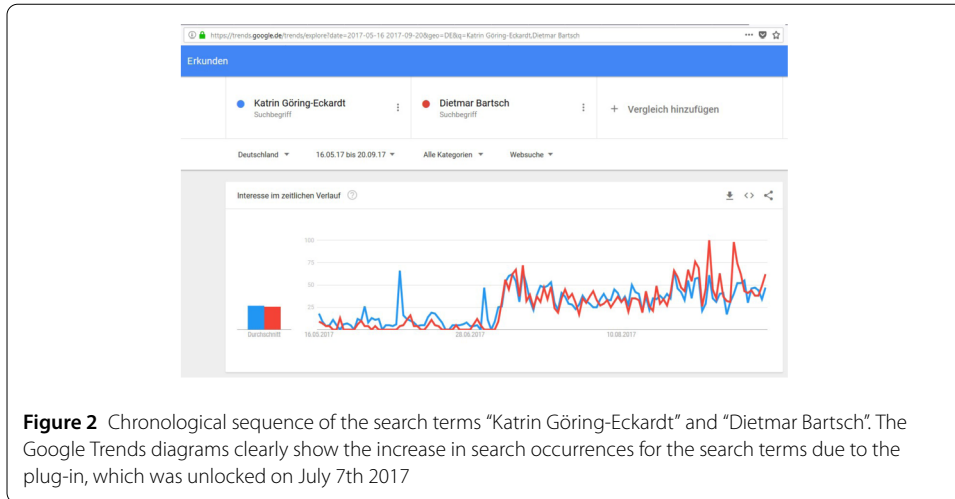 https://trends.google.de/trends/explore?date=2017-05-16 2017-09-20&geo=DE&q=Katrin Göring-Eckardt,Dietmar Bartsch
Erkunden
Katrin Göring-Eckardt
Suchbegriff
Dietmar Bartsch
Suchbegriff
+ Vergleich hinzufügen
Deutschland
16.05.17 bis 20.09.17
Alle Kategorien
Websuche
Interesse im zeitlichen Verlauf
100
75
50
25
Durchschnitt
16.05.2017
28.06.2017
10.08.2017
Figure 2 Chronological sequence of the search terms "Katrin Göring-Eckardt" and "Dietmar Bartsch". The
Google Trends diagrams clearly show the increase in search occurrences for the search terms due to the
plug-in, which was unlocked on July 7th 2017